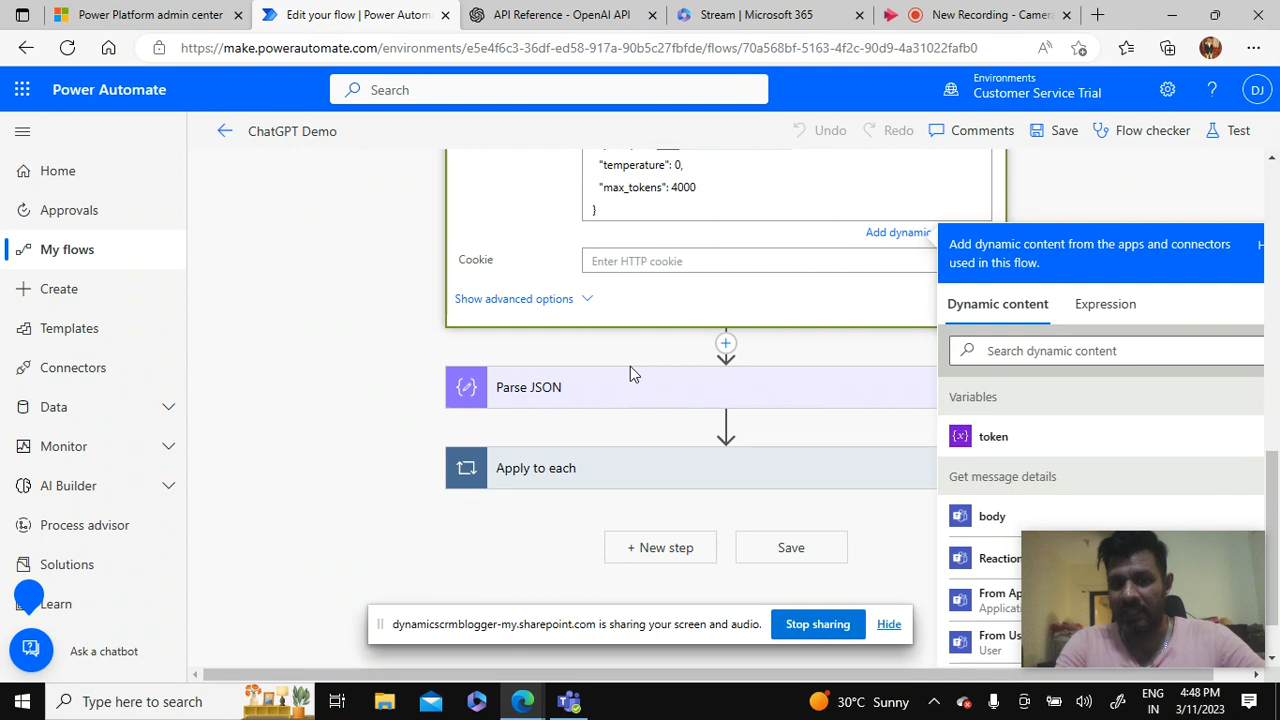 Power Platform admin center
Edit your flow | Power Autom
API Reference - OpenAI API
Stream | Microsoft 365
New Recording - Camera
https://make.powerautomate.com/environments/e5e4f6c3-36df-ed58-917a-90b5c27fbfde/flows/70a568bf-5163-4f2c-90d9-4a31022fafb0
Power Automate
Search
Environments
Customer Service Trial
DJ
ChatGPT Demo
Undo
Redo
Comments
Save
Flow checker
Test
Home
Approvals
My flows
Create
Templates
Connectors
Data
Monitor
AI Builder
Process advisor
Solutions
Learn
Ask a chatbot
"temperature": 0,
"max_tokens": 4000
}
Add dynamic
Cookie
Enter HTTP cookie
Show advanced options
Parse JSON
Apply to each
+ New step
Save
Add dynamic content from the apps and connectors
used in this flow.
H
Dynamic content
Expression
Search dynamic content
Variables
token
Get message details
body
Reaction
From Ap
Applicatio
From Us
User
dynamicscrmblogger-my.sharepoint.com is sharing your screen and audio.
Stop sharing
Hide
Type here to search
30°C Sunny
ENG
IN
4:48 PM
3/11/2023